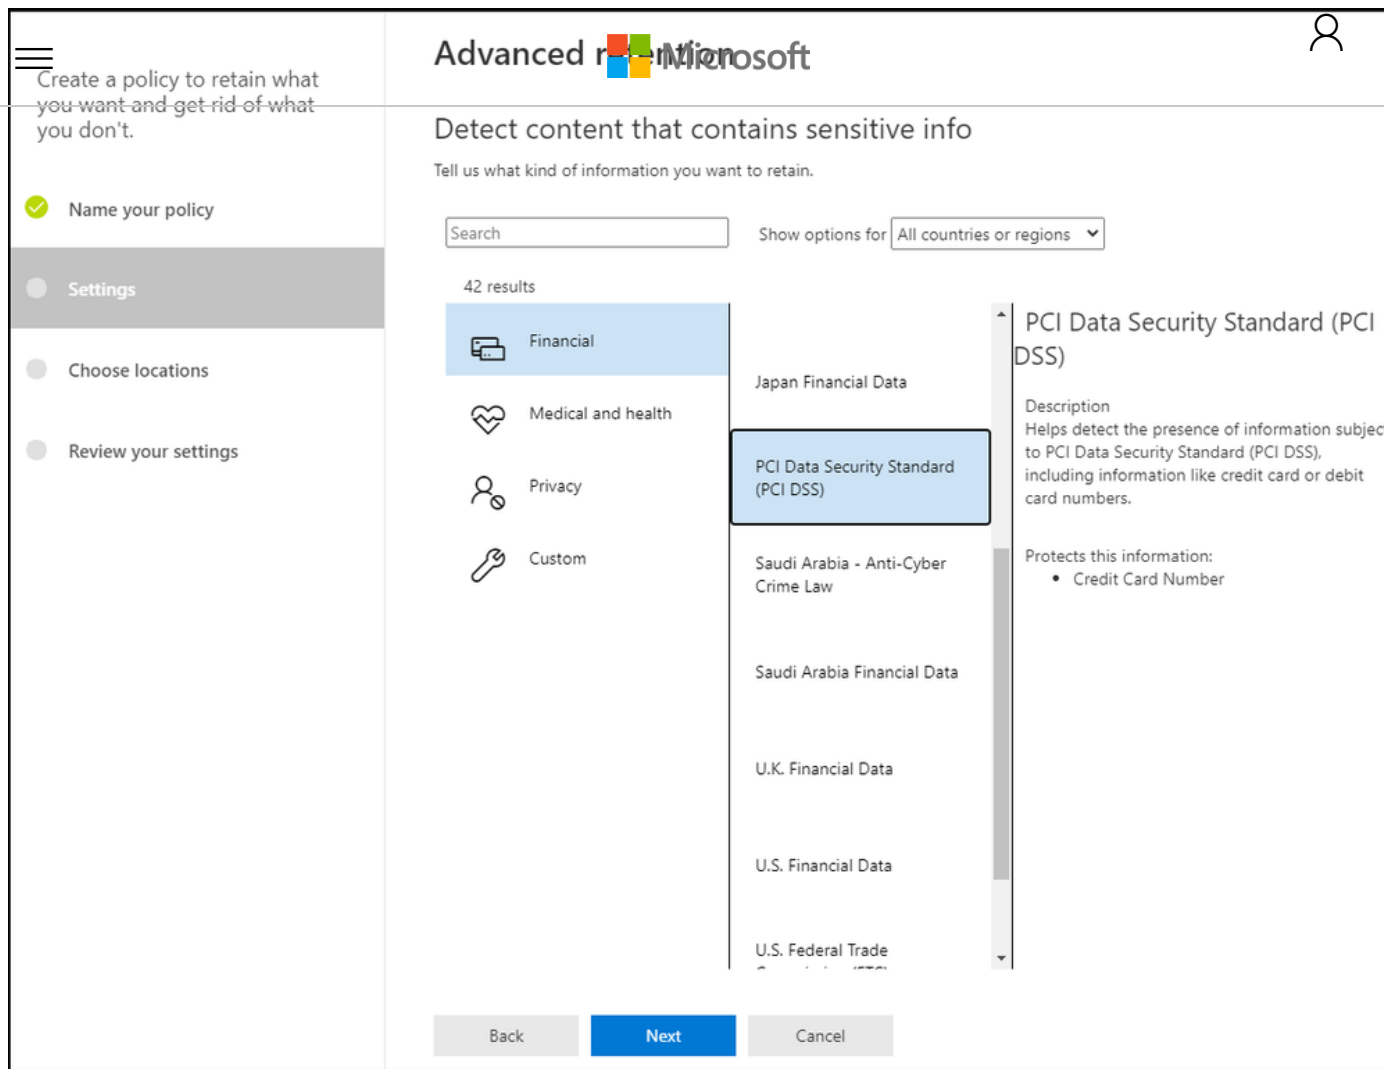 Create a policy to retain what
you want and get rid of what
you don't.
Name your policy
Settings
Choose locations
Review your settings
Advanced retention
Microsoft
Detect content that contains sensitive info
Tell us what kind of information you want to retain.
Search
Show options for All countries or regions
42 results
Financial
Medical and health
Privacy
Custom
Japan Financial Data
PCI Data Security Standard
(PCI DSS)
Saudi Arabia - Anti-Cyber
Crime Law
Saudi Arabia Financial Data
U.K. Financial Data
U.S. Financial Data
U.S. Federal Trade
PCI Data Security Standard (PCI
DSS)
Description
Helps detect the presence of information subjec
to PCI Data Security Standard (PCI DSS),
including information like credit card or debit
card numbers.
Protects this information:
• Credit Card Number
Back
Next
Cancel